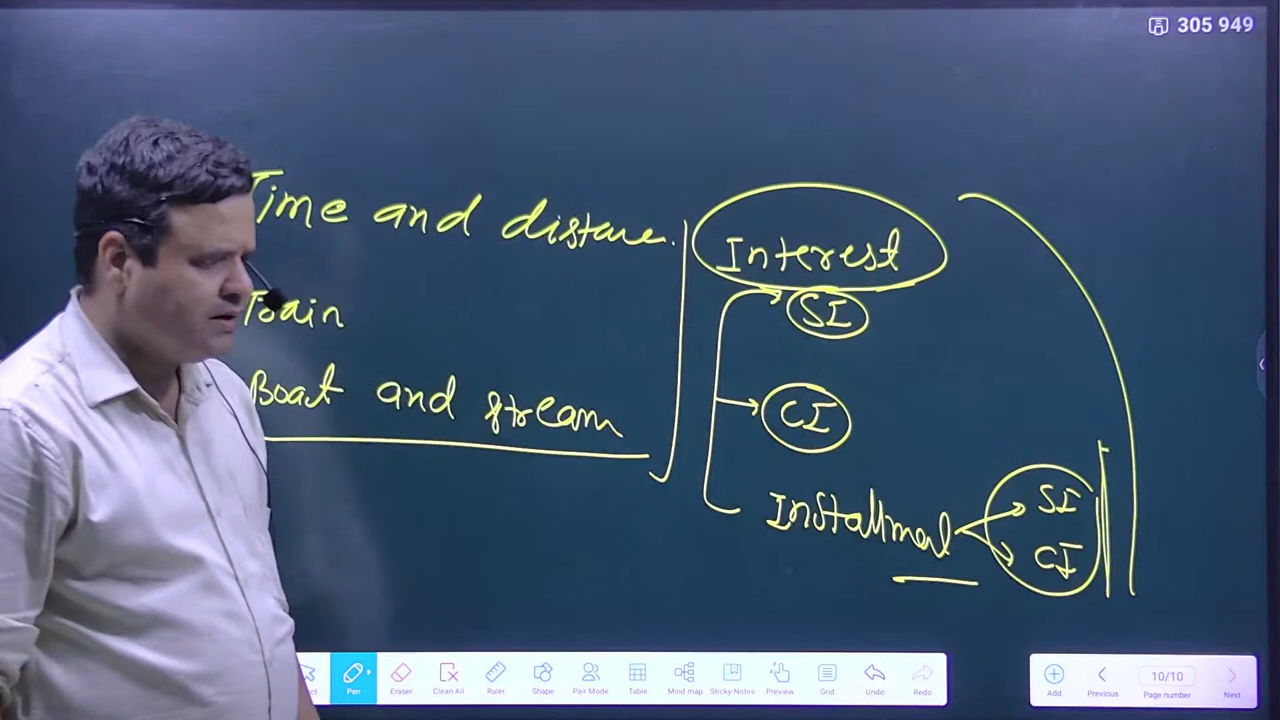 305 949
Time and distance.
Train
Boat and stream
Interest
SI
CI
Installment
SI
CI
Pen
Eraser
Clean All
Ruler
Shape
Pair Mode
Table
Mind map
Sticky-Notes
Preview
Grid
Undo
Redo
Add
Previous
10/10
Page number
Next